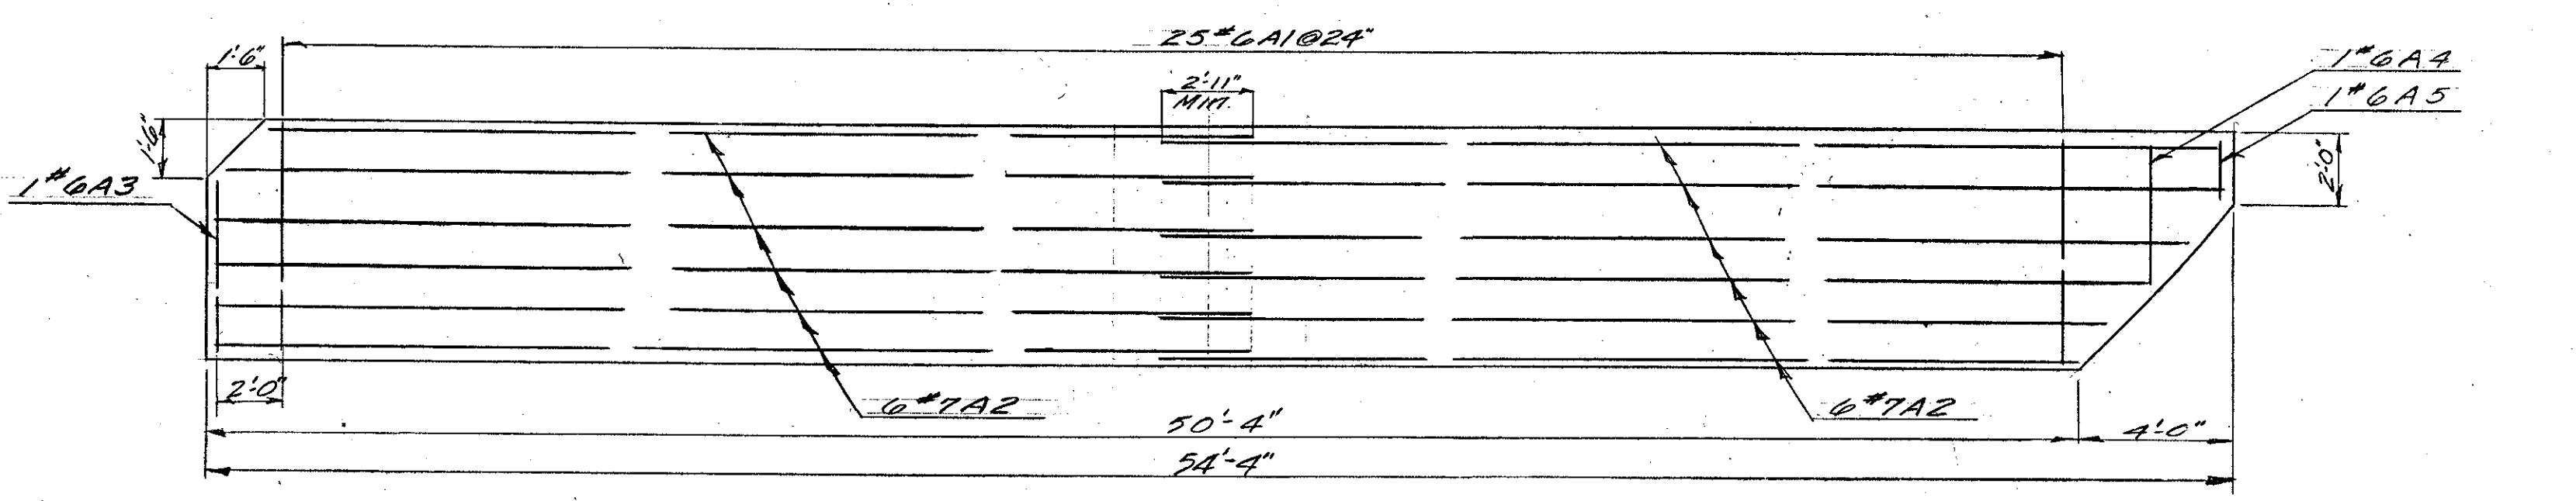 25 #6A1@24"
1'-6"
2'-11"
Min.
1 #6A4
1 #6A5
1'-6"
2'-0"
1 #6A3
2'-0"
6 #7A2
6 #7A2
50'-4"
4'-0"
54'-4"